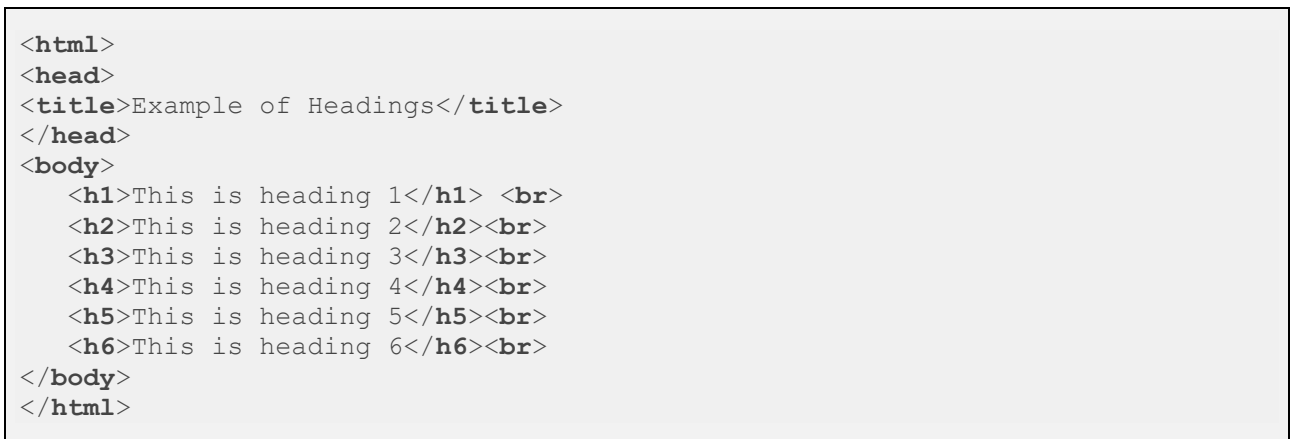 <html>
<head>
<title>Example of Headings</title>
</head>
<body>
   <h1>This is heading 1</h1> <br>
   <h2>This is heading 2</h2><br>
   <h3>This is heading 3</h3><br>
   <h4>This is heading 4</h4><br>
   <h5>This is heading 5</h5><br>
   <h6>This is heading 6</h6><br>
</body>
</html>